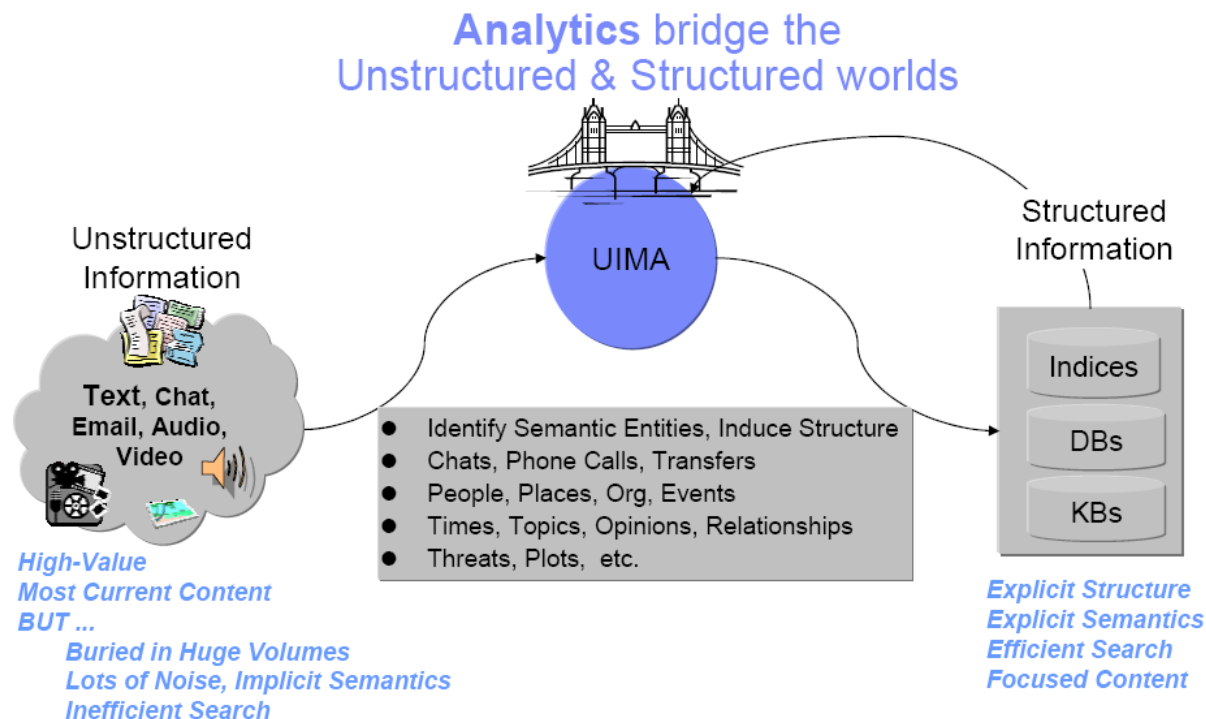 Analytics bridge the
Unstructured & Structured worlds
Unstructured
Information
Text, Chat,
Email, Audio,
Video
High-Value
Most Current Content
BUT ...
Buried in Huge Volumes
Lots of Noise, Implicit Semantics
Inefficient Search
UIMA
● Identify Semantic Entities, Induce Structure
● Chats, Phone Calls, Transfers
● People, Places, Org, Events
● Times, Topics, Opinions, Relationships
● Threats, Plots, etc.
Structured
Information
Indices
DBs
KBs
Explicit Structure
Explicit Semantics
Efficient Search
Focused Content